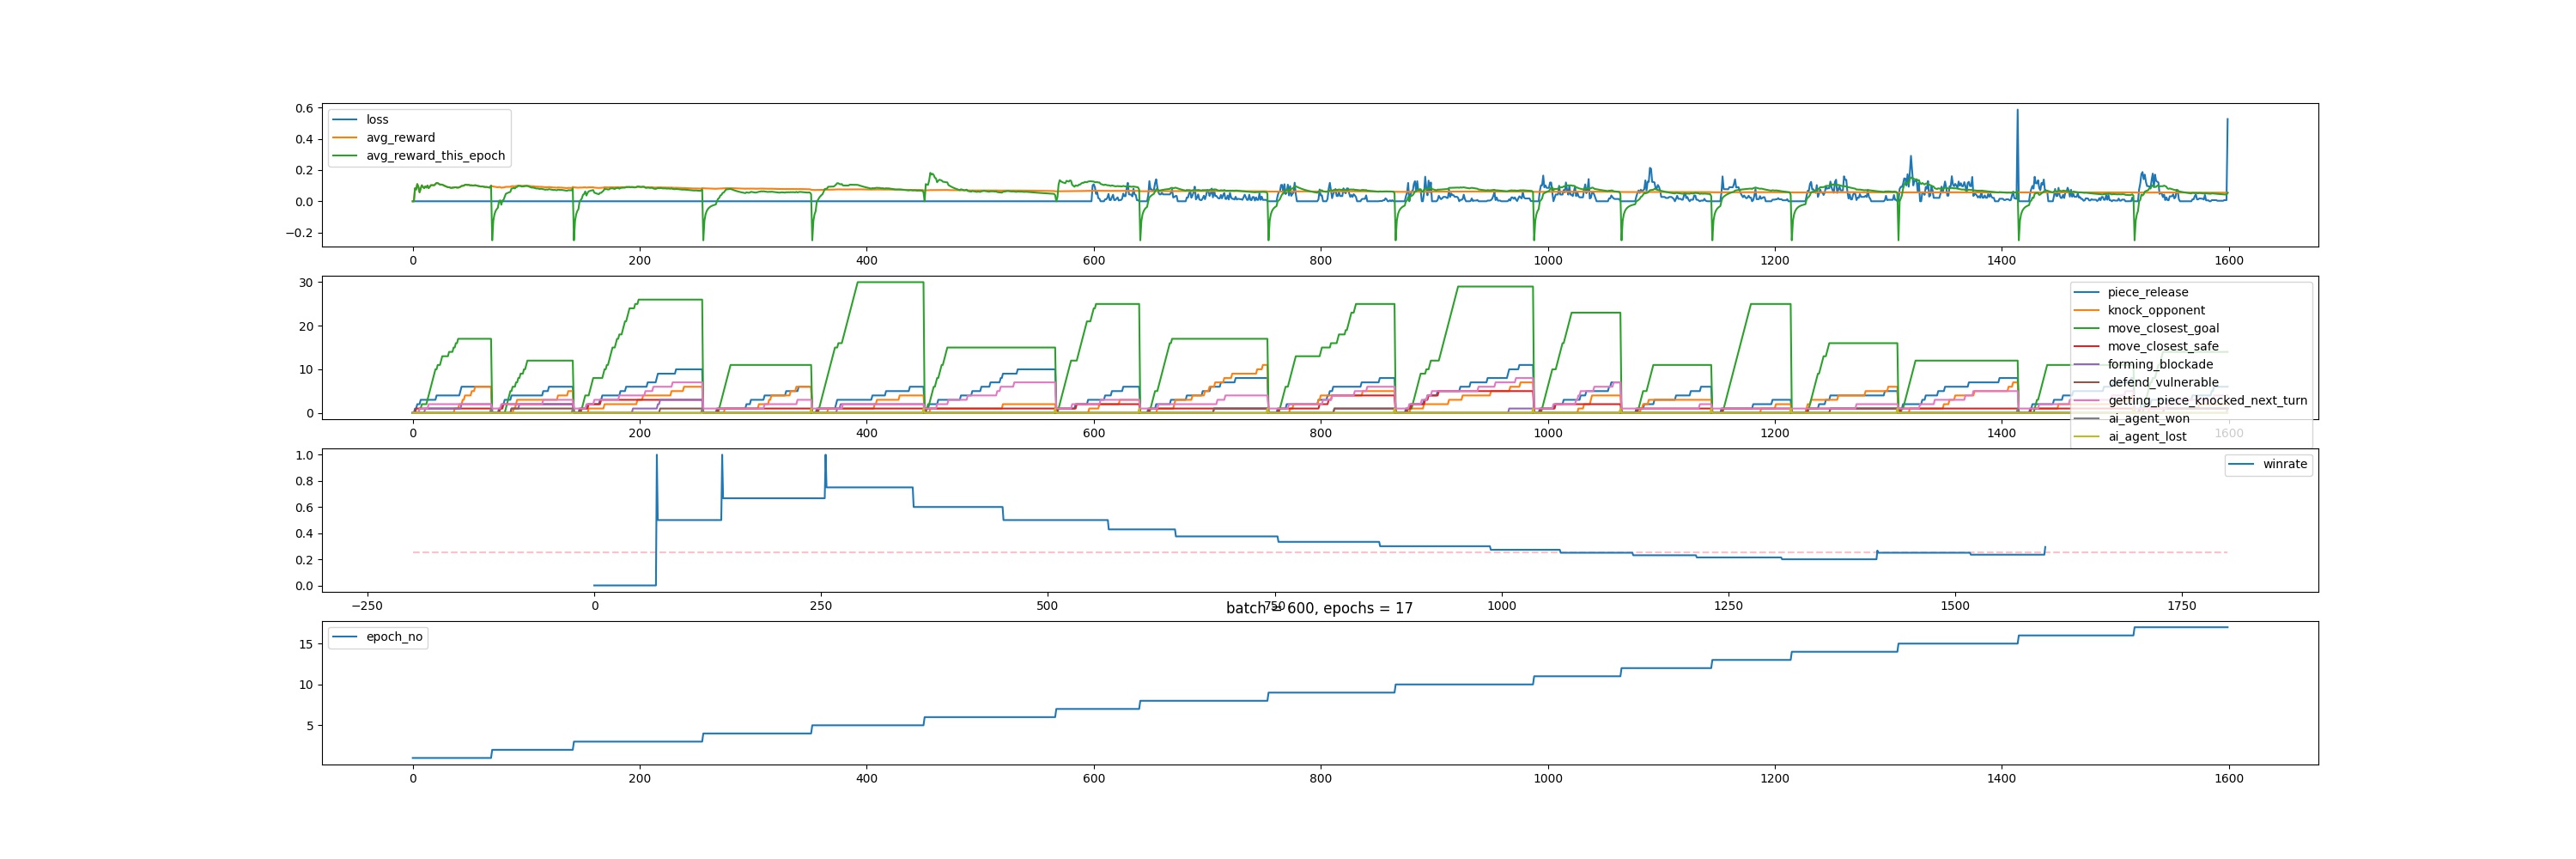 0.6
0.4
0.2
0.0
−0.2
loss
avg_reward
avg_reward_this_epoch
0 200 400 600 800 1000 1200 1400 1600
30
20
10
0
piece_release
knock_opponent
move_closest_goal
move_closest_safe
forming_blockade
defend_vulnerable
getting_piece_knocked_next_turn
ai_agent_won
ai_agent_lost
0 200 400 600 800 1000 1200 1400 1600
1.0
0.8
0.6
0.4
0.2
0.0
winrate
−250 0 250 500 750 1000 1250 1500 1750
batch = 600, epochs = 17
15
10
5
epoch_no
0 200 400 600 800 1000 1200 1400 1600